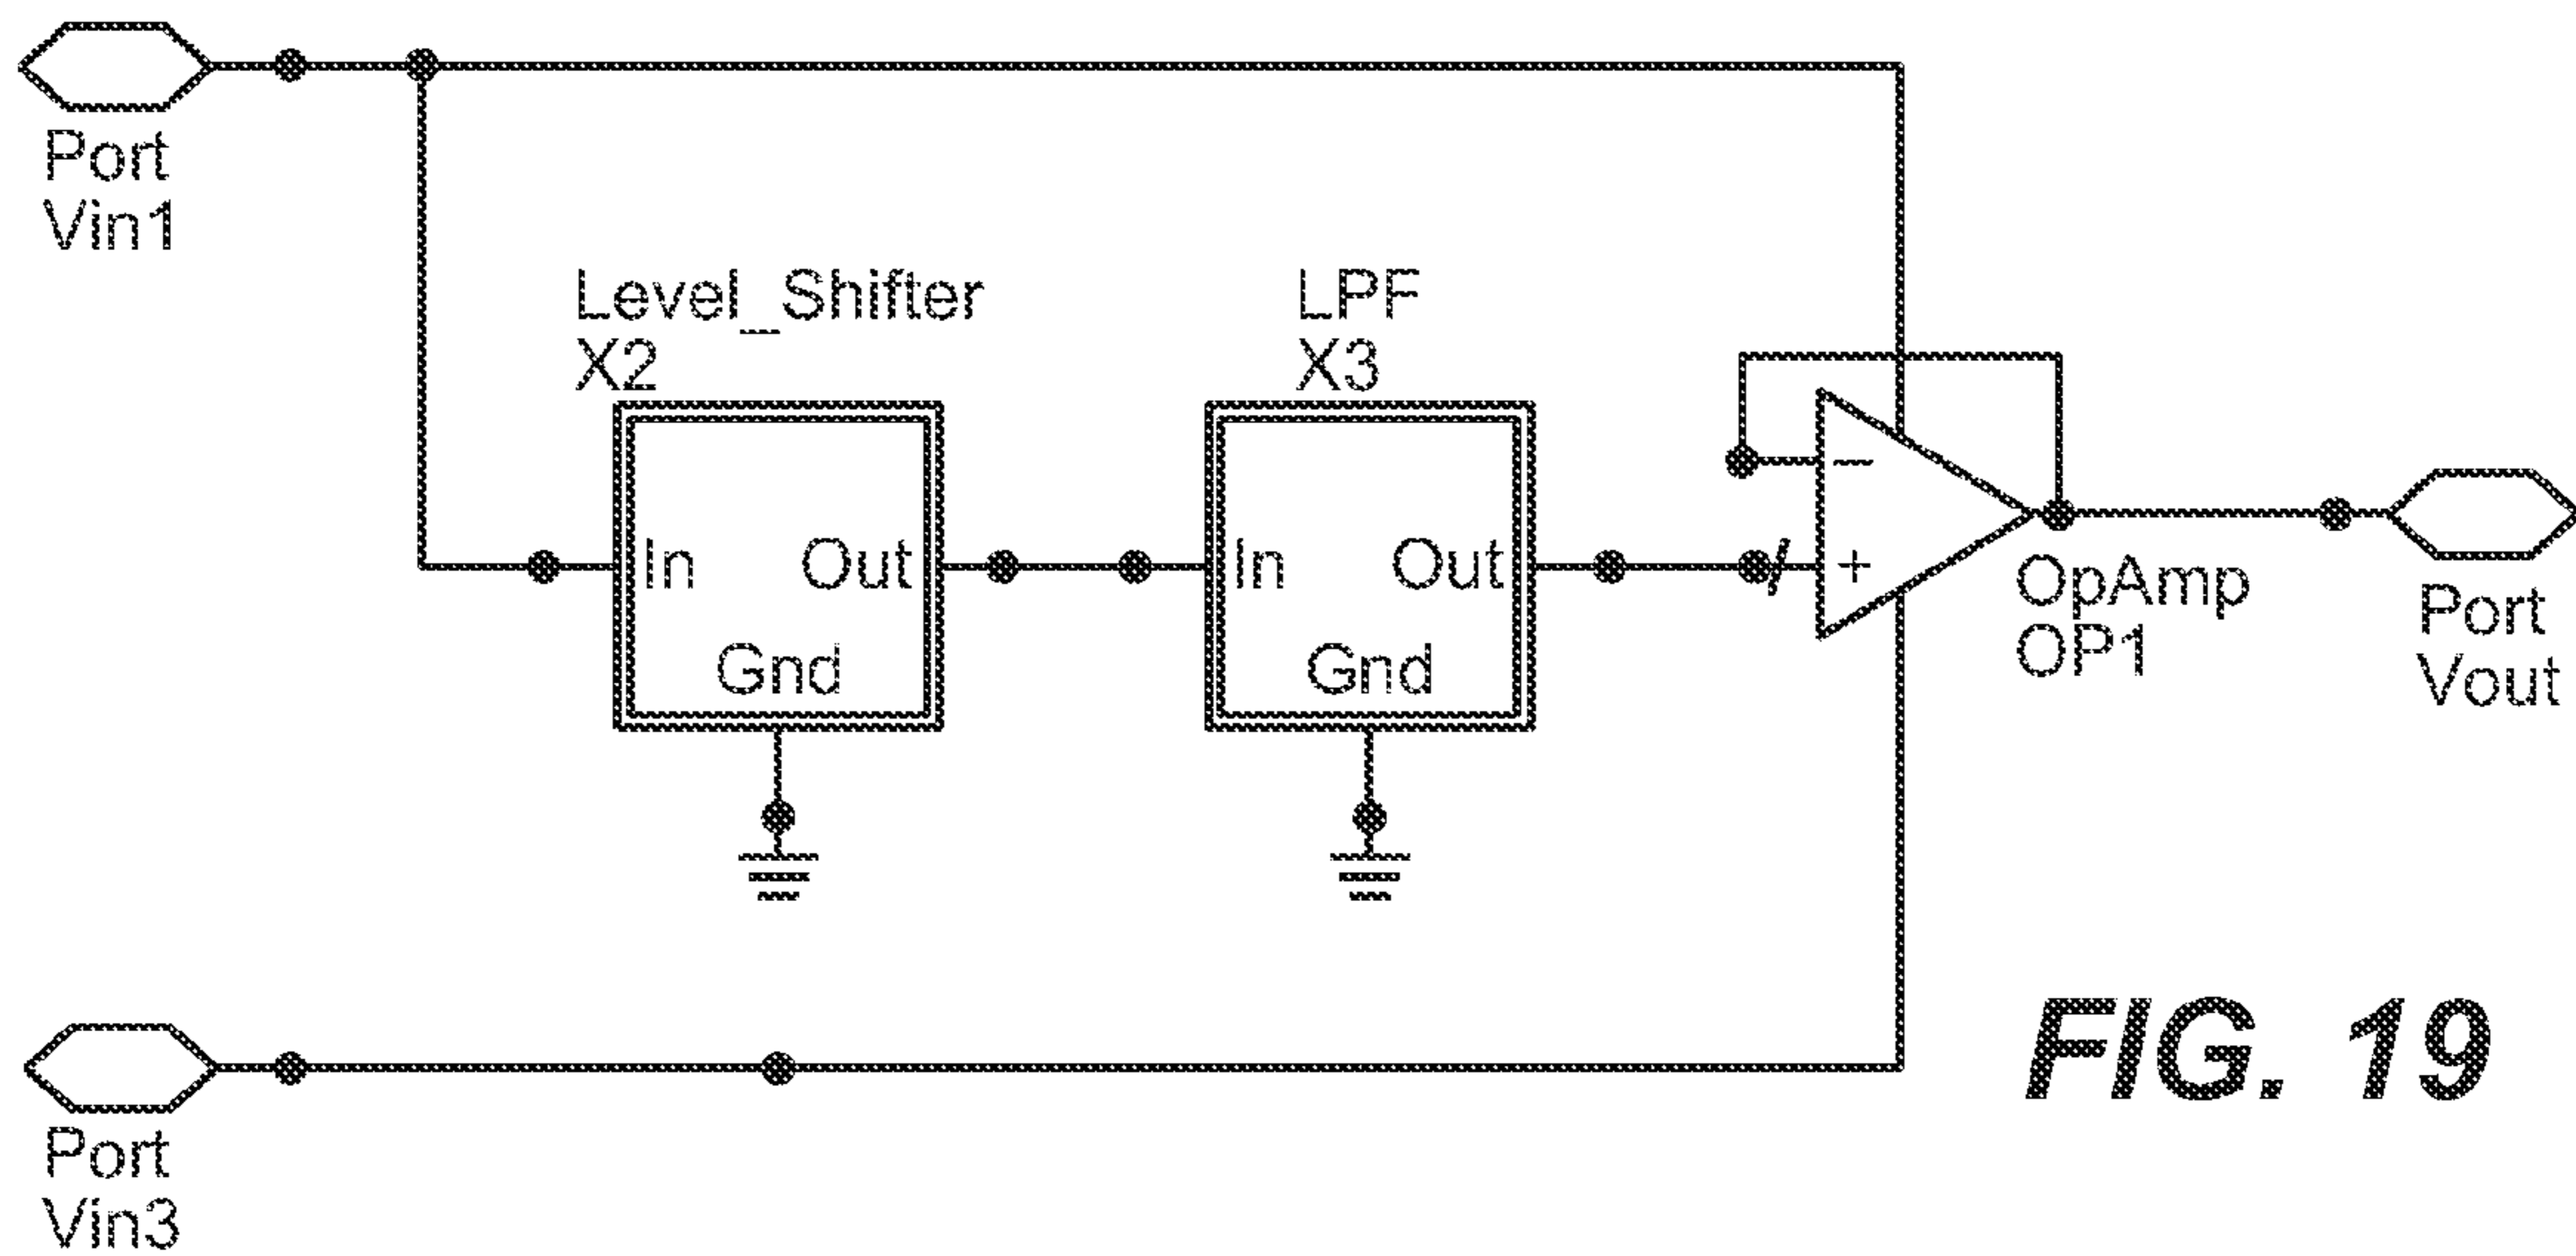 Port
Vin1
Level_Shifter
X2
In
Out
Gnd
LPF
X3
In
Out
Gnd
−
+
OpAmp
OP1
Port
Vout
Port
Vin3
FIG. 19